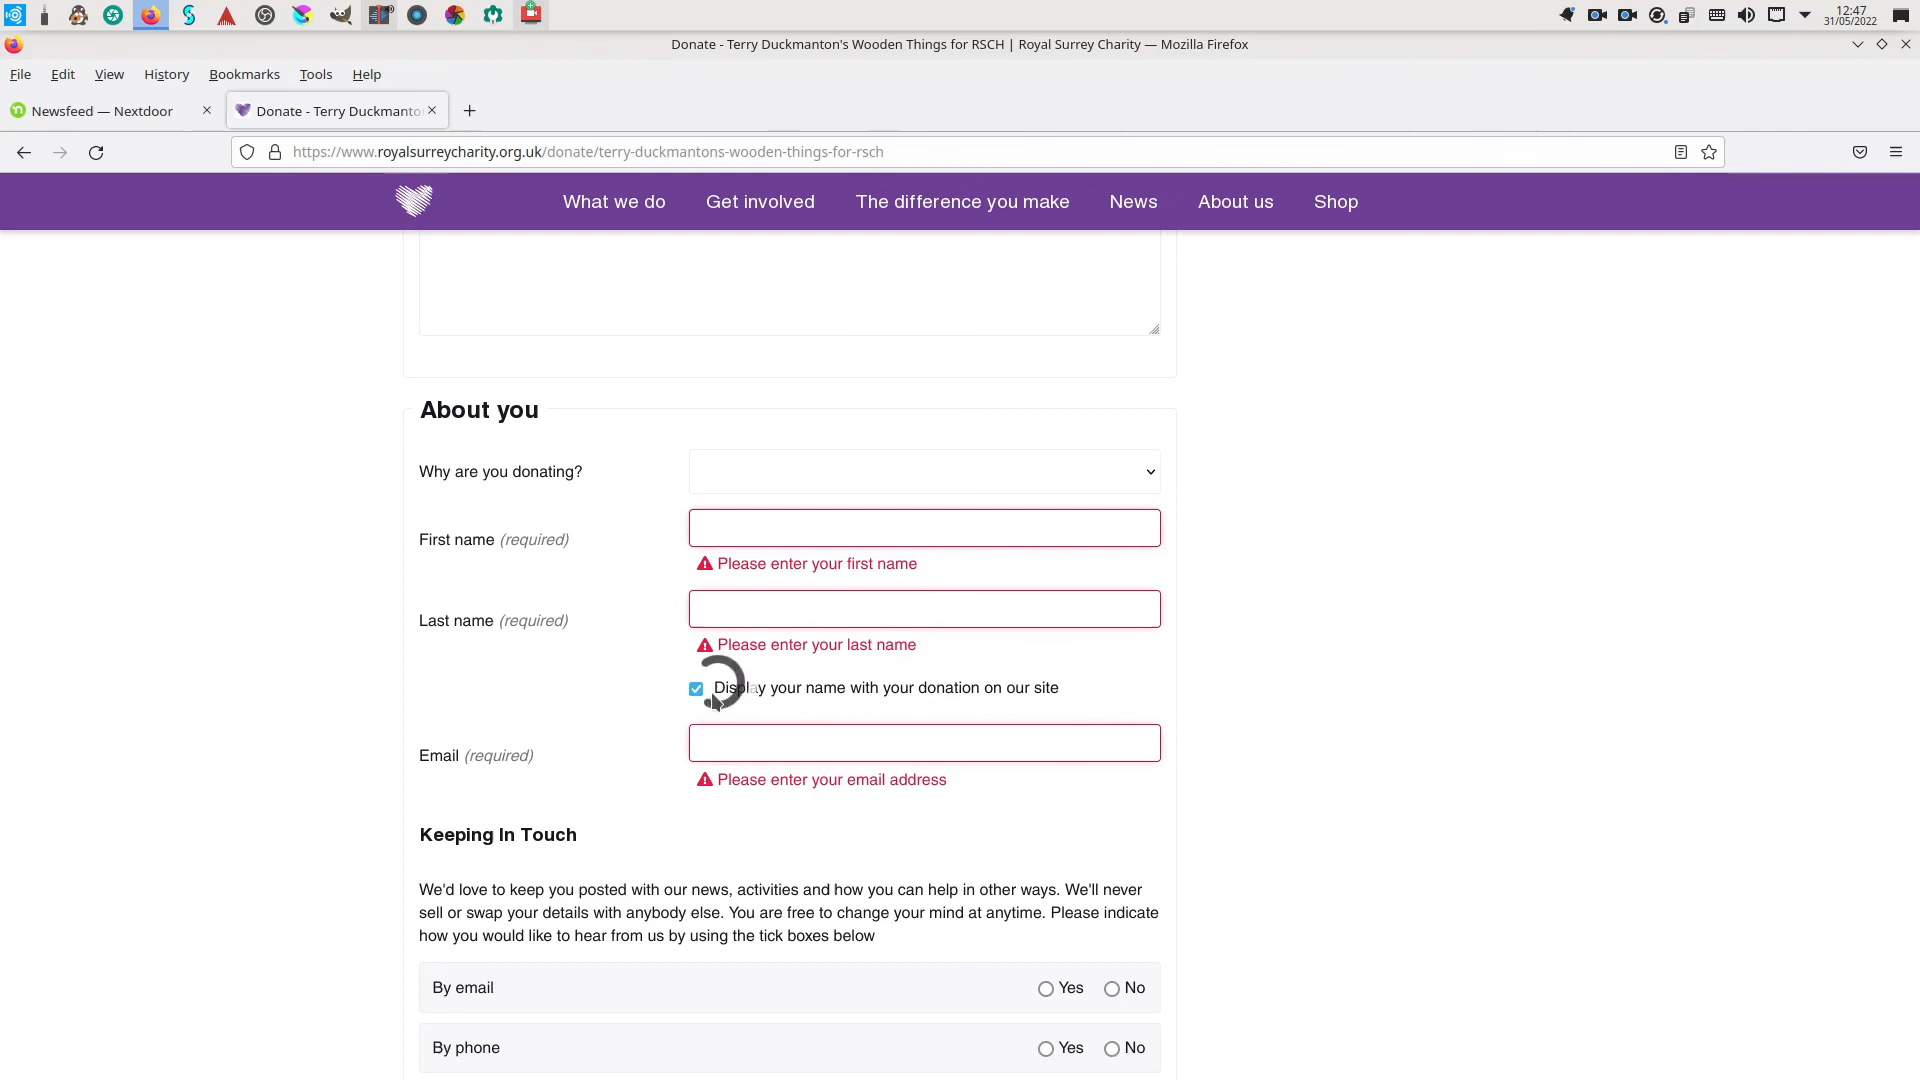 12:47
31/05/2022
Donate - Terry Duckmanton's Wooden Things for RSCH | Royal Surrey Charity — Mozilla Firefox
File Edit View History Bookmarks Tools Help
Newsfeed — Nextdoor
Donate - Terry Duckmanto
https://www.royalsurreycharity.org.uk/donate/terry-duckmantons-wooden-things-for-rsch
What we do Get involved The difference you make News About us Shop
About you
Why are you donating?
First name (required)
Please enter your first name
Last name (required)
Please enter your last name
Display your name with your donation on our site
Email (required)
Please enter your email address
Keeping In Touch
We'd love to keep you posted with our news, activities and how you can help in other ways. We'll never
sell or swap your details with anybody else. You are free to change your mind at anytime. Please indicate
how you would like to hear from us by using the tick boxes below
By email Yes No
By phone Yes No